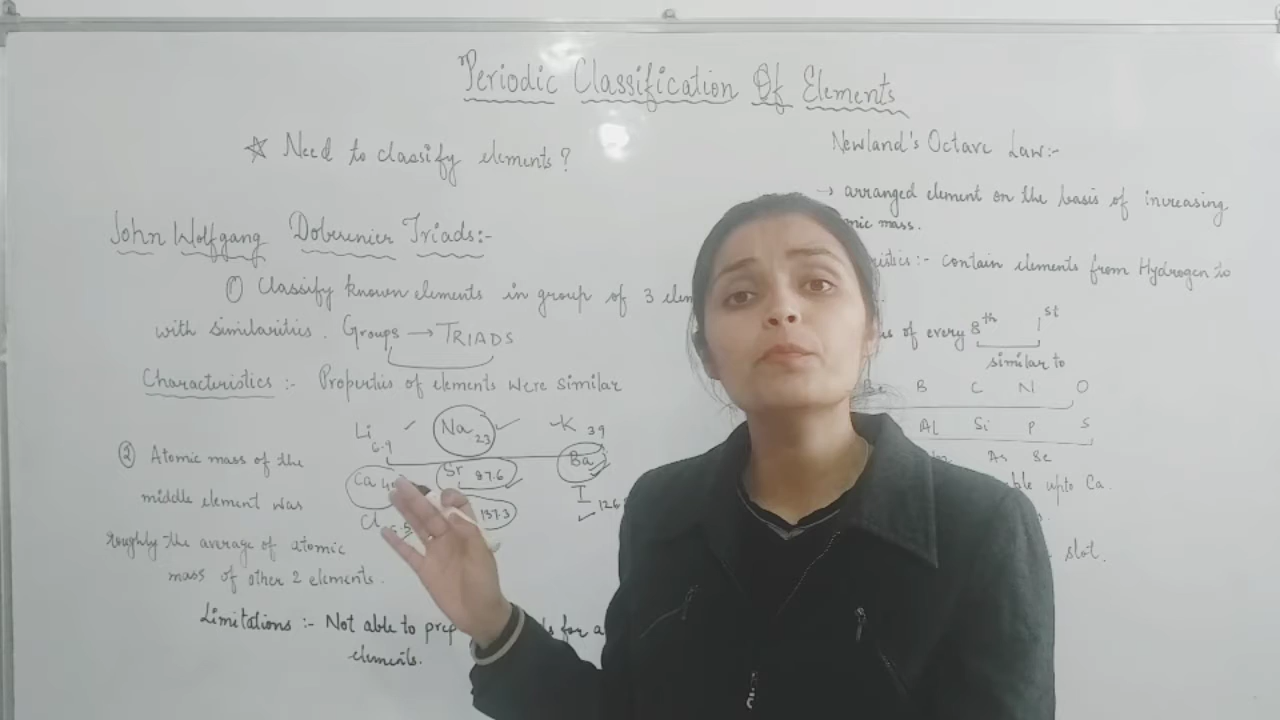 Periodic Classification Of Elements
☆ Need to classify elements?
John Wolfgang Doberenier Triads:-
① Classify known elements in group of 3
with similarities. Groups → TRIADS
Characteristics :- Properties of elements were similar
Li 6.9 ✓ Na 23 ✓ K 39
② Atomic mass of the
Ca Sr 87.6 ✓ Ba ✓
middle element was
Cl 137.3 I ✓
roughly the average of atomic
mass of other 2 elements.
Limitations :- Not able to for
elements.
Newland's Octave Law:-
→ arranged element on the basis of increasing
mass.
:- contain elements from Hydrogen to
of every 8th 1st
similar to
Be B C N O
Al Si P S
As Se
upto Ca.
slot.